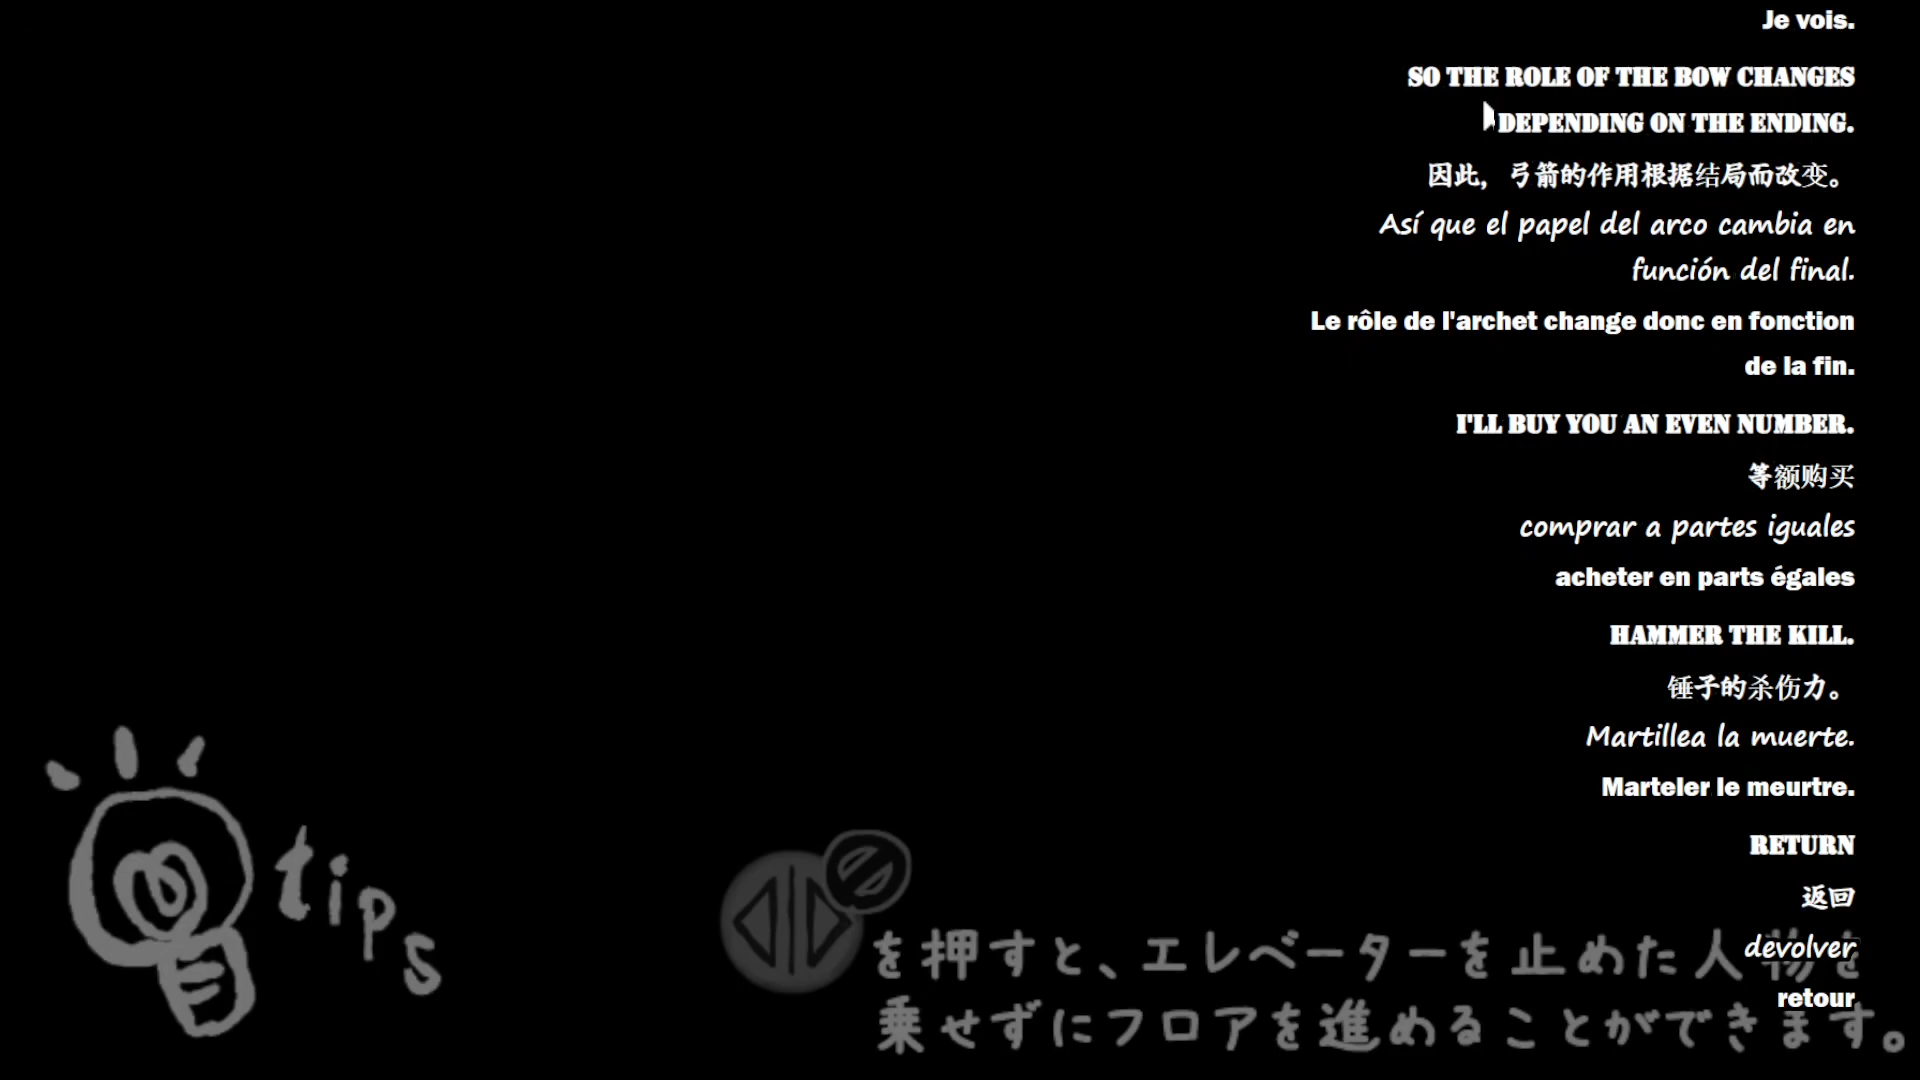 Je vois.
SO THE ROLE OF THE BOW CHANGES
DEPENDING ON THE ENDING.
因此，弓箭的作用根据结局而改变。
Así que el papel del arco cambia en
función del final.
Le rôle de l'archet change donc en fonction
de la fin.
I'LL BUY YOU AN EVEN NUMBER.
等额购买
comprar a partes iguales
acheter en parts égales
HAMMER THE KILL.
锤子的杀伤力。
Martillea la muerte.
Marteler le meurtre.
RETURN
返回
devolver
retour
tips
を押すと、エレベーターを止めた人物を
乗せずにフロアを進めることができます。